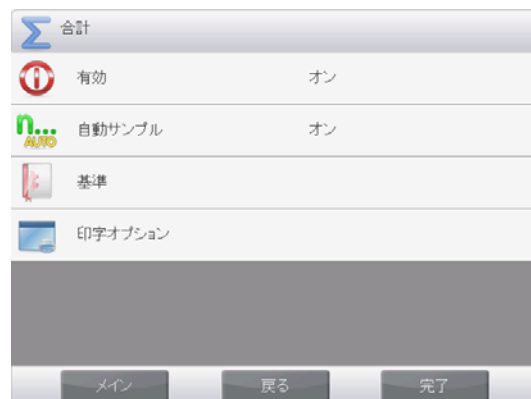 合計
有効 オン
n...
AUTO
自動サンプル オン
基準
印字オプション
メイン 戻る 完了